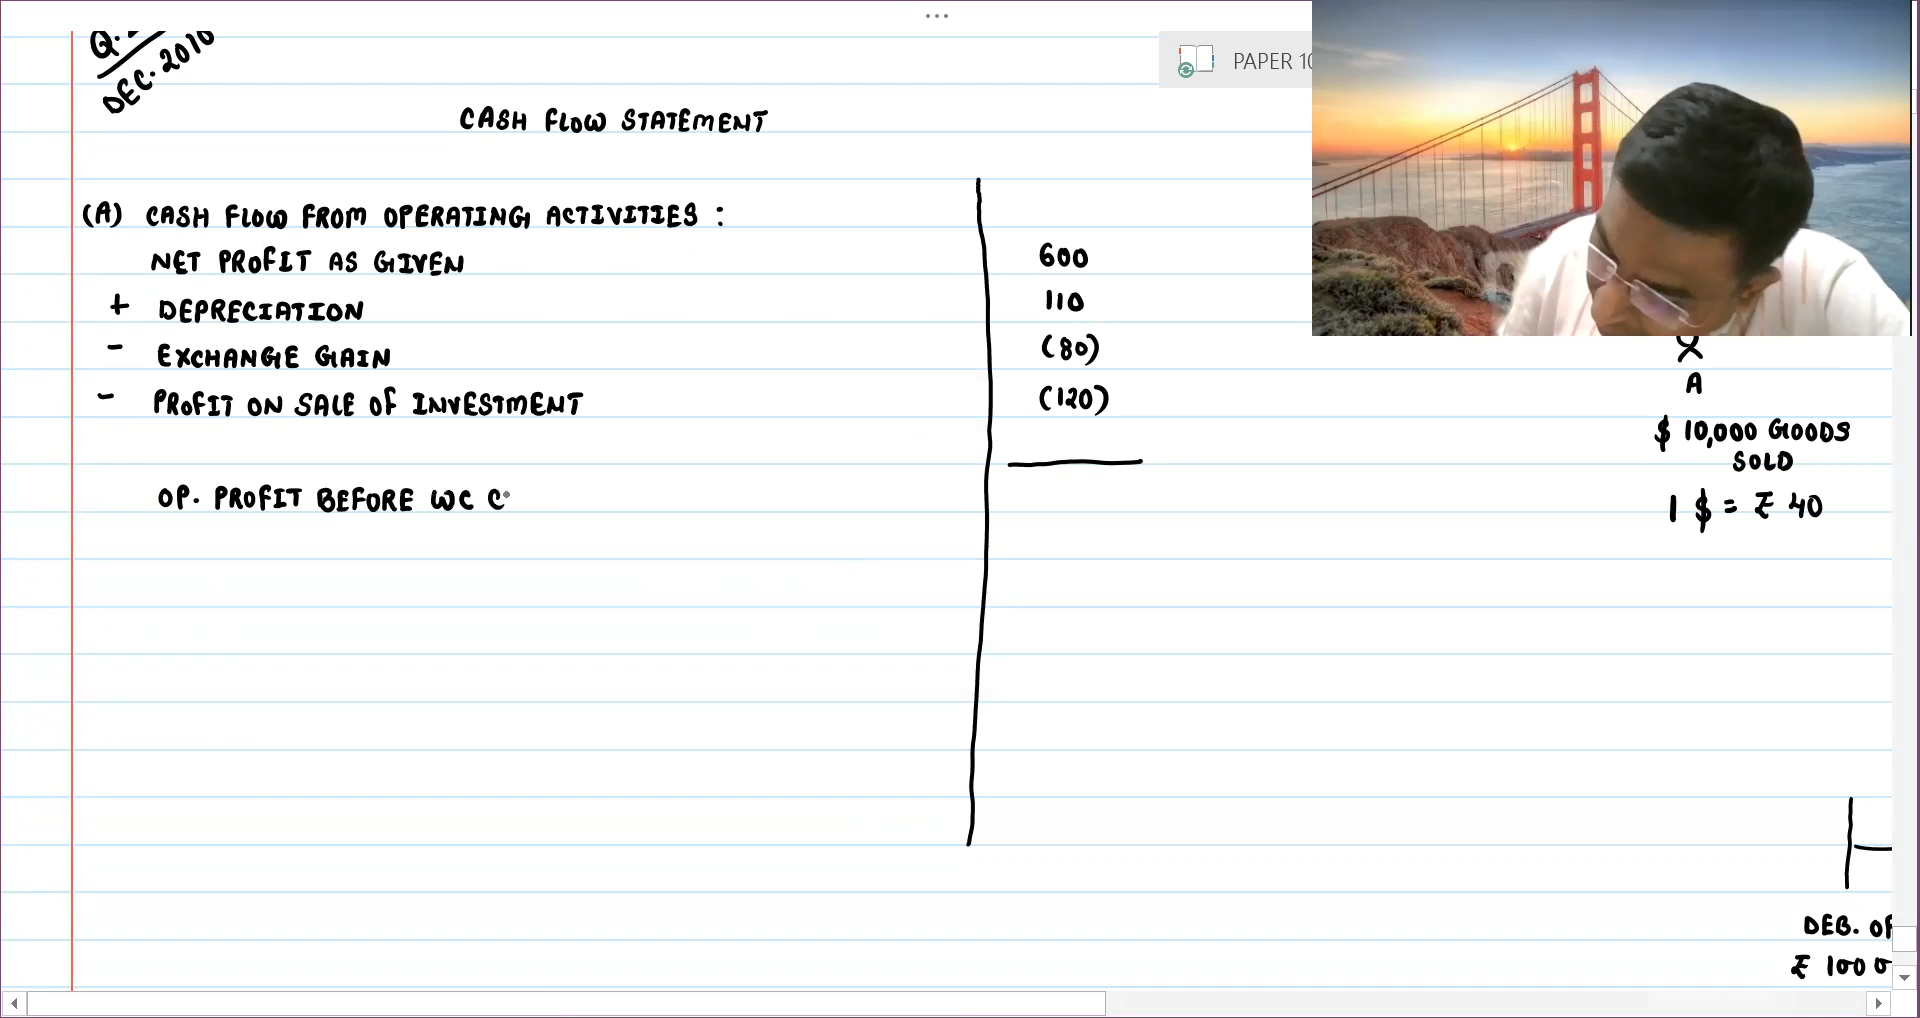 DEC. 2010
PAPER 10
CASH FLOW STATEMENT
(A) CASH FLOW FROM OPERATING ACTIVITIES :
NET PROFIT AS GIVEN 600
+ DEPRECIATION 110
- EXCHANGE GAIN (80)
- PROFIT ON SALE OF INVESTMENT (120)
OP. PROFIT BEFORE WC C
A
$ 10,000 GOODS
SOLD
1 $ = ₹ 40
DEB. OF
₹ 1000